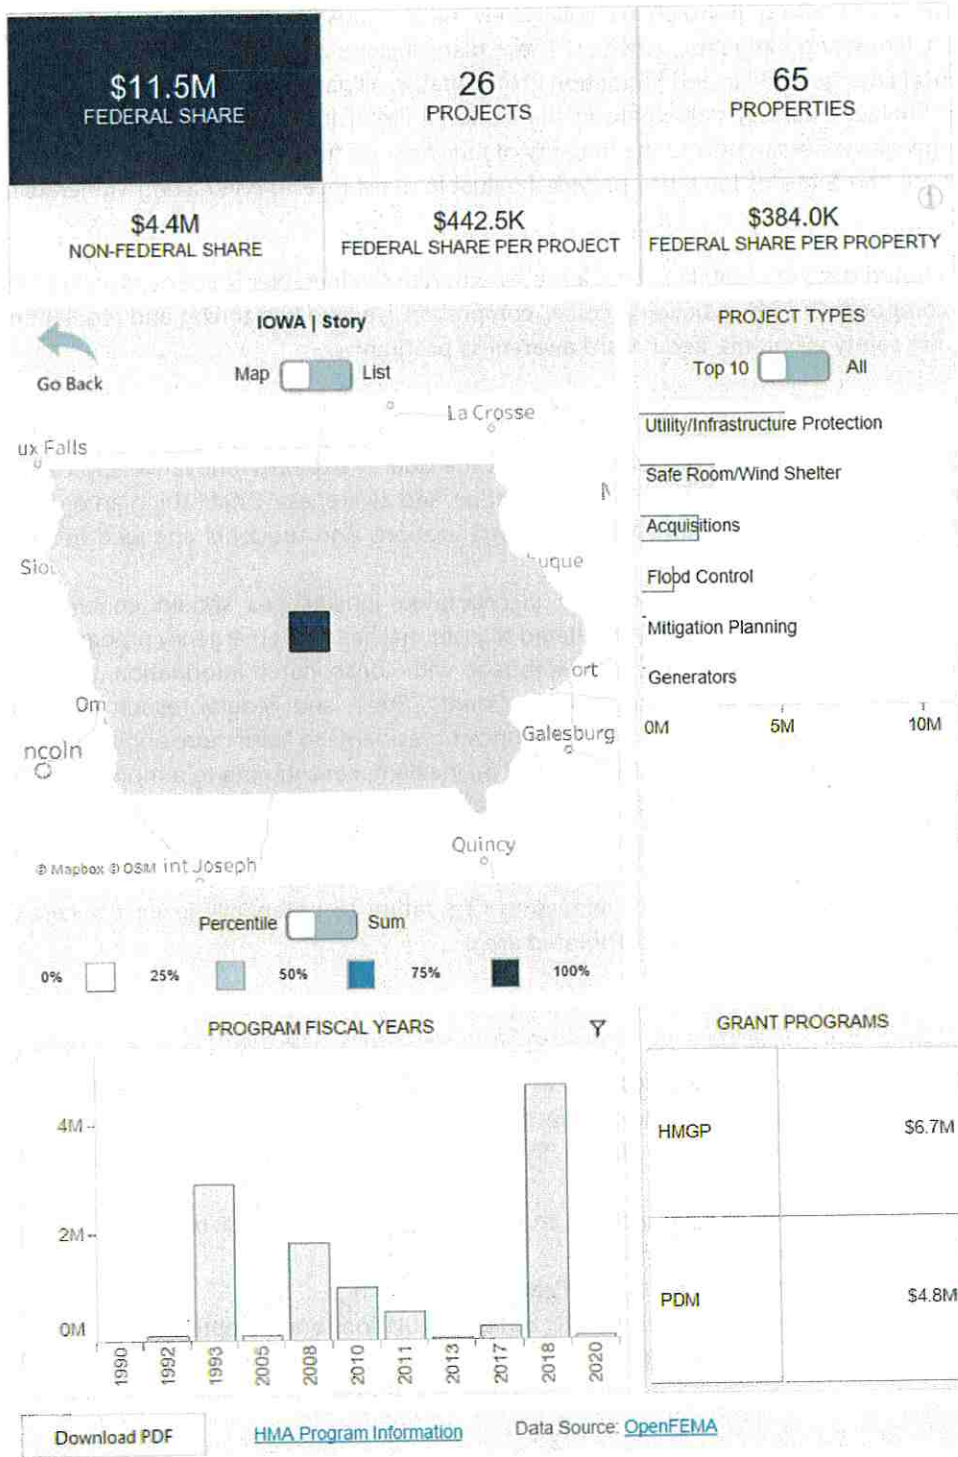 $11.5M
FEDERAL SHARE
26
PROJECTS
65
PROPERTIES
$4.4M
NON-FEDERAL SHARE
$442.5K
FEDERAL SHARE PER PROJECT
$384.0K
FEDERAL SHARE PER PROPERTY
Go Back
IOWA | Story
Map List
PROJECT TYPES
Top 10 All
La Crosse
ux Falls
Siou
buque
ort
Om
ncoln
Galesburg
Quincy
© Mapbox © OSM int Joseph
Utility/Infrastructure Protection
Safe Room/Wind Shelter
Acquisitions
Flood Control
Mitigation Planning
Generators
0M 5M 10M
Percentile Sum
0% 25% 50% 75% 100%
PROGRAM FISCAL YEARS
4M
2M
0M
1990 1992 1993 2005 2008 2010 2011 2013 2017 2018 2020
GRANT PROGRAMS
HMGP $6.7M
PDM $4.8M
Download PDF
HMA Program Information
Data Source: OpenFEMA